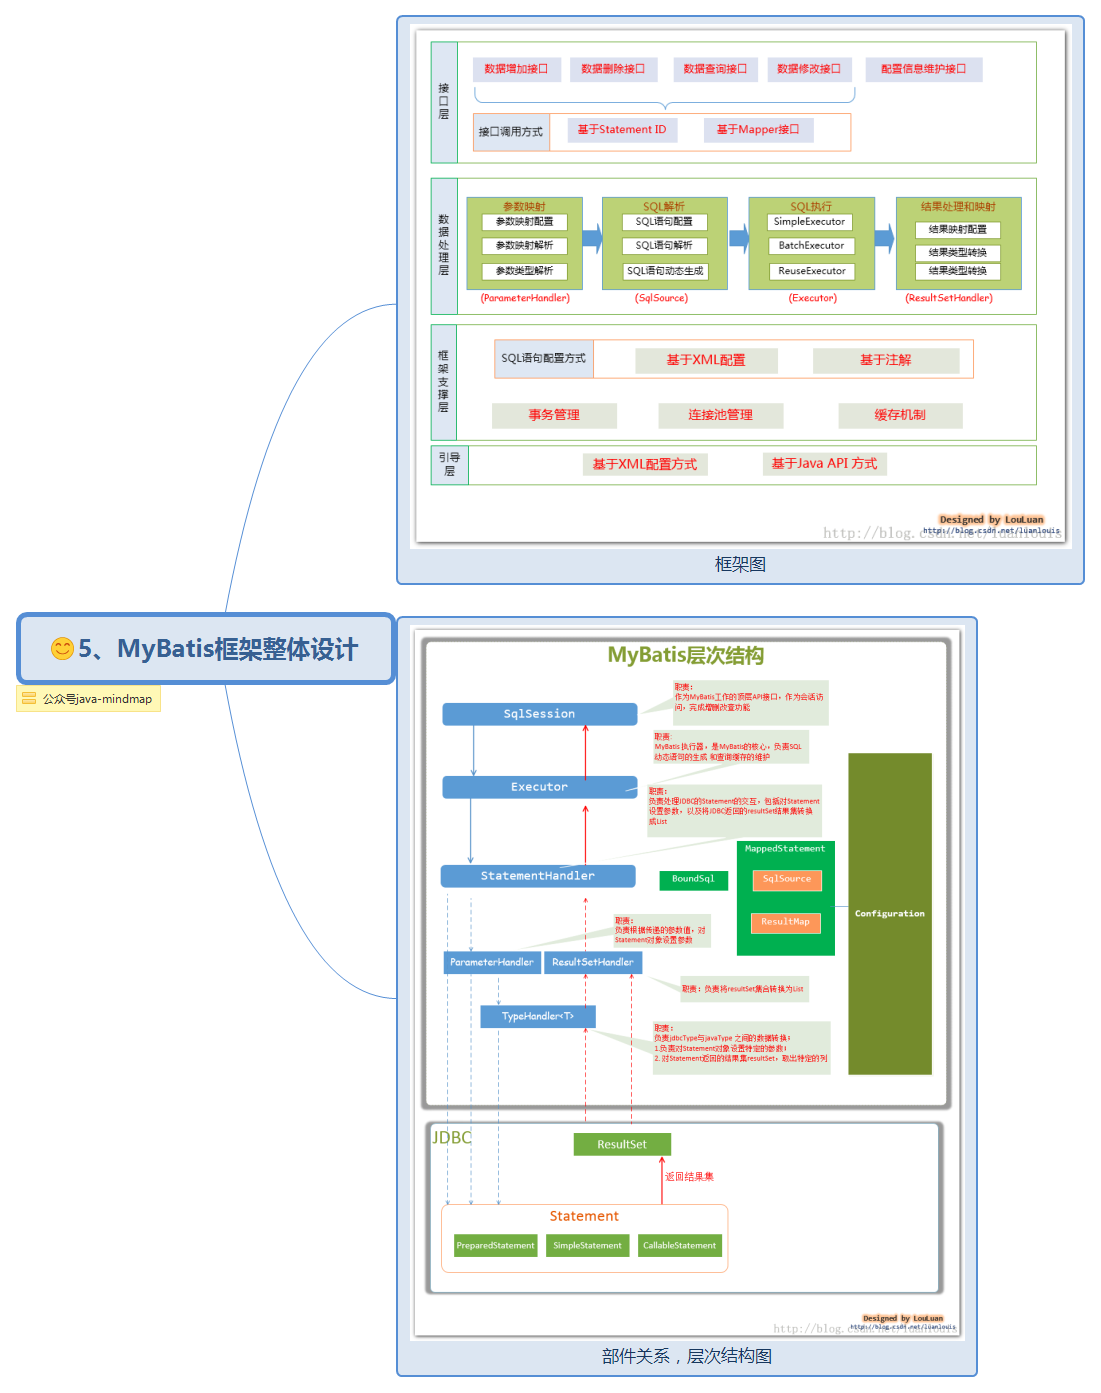 接口层
数据增加接口
数据删除接口
数据查询接口
数据修改接口
配置信息维护接口
接口调用方式
基于Statement ID
基于Mapper接口
数据处理层
参数映射
参数映射配置
参数映射解析
参数类型解析
(ParameterHandler)
SQL解析
SQL语句配置
SQL语句解析
SQL语句动态生成
(SqlSource)
SQL执行
SimpleExecutor
BatchExecutor
ReuseExecutor
(Executor)
结果处理和映射
结果映射配置
结果类型转换
结果类型转换
(ResultSetHandler)
框架支撑层
SQL语句配置方式
基于XML配置
基于注解
事务管理
连接池管理
缓存机制
引导层
基于XML配置方式
基于Java API 方式
Designed by LouLuan
http://blog.csdn.net/luanlouis
http://blog.csdn.net/luanlouis
框架图
5、MyBatis框架整体设计
公众号java-mindmap
MyBatis层次结构
职责：
作为MyBatis工作的顶层API接口，作为会话访
问，完成增删改查功能
SqlSession
职责：
MyBatis 执行器，是MyBatis的核心，负责SQL
动态语句的生成 和查询缓存的维护
Executor
职责：
负责处理JDBC的Statement的交互，包括对Statement
设置参数，以及将JDBC返回的resultSet结果集转换
成List
StatementHandler
BoundSql
MappedStatement
SqlSource
ResultMap
Configuration
职责：
负责根据传递的参数值，对
Statement对象设置参数
ParameterHandler
ResultSetHandler
职责：负责将resultSet集合转换为List
TypeHandler<T>
职责：
负责jdbcType与javaType 之间的数据转换：
1.负责对Statement对象设置特定的参数；
2. 对Statement返回的结果集resultSet，取出特定的列
JDBC
ResultSet
返回结果集
Statement
PreparedStatement
SimpleStatement
CallableStatement
Designed by LouLuan
http://blog.csdn.net/luanlouis
http://blog.csdn.net/luanlouis
部件关系，层次结构图